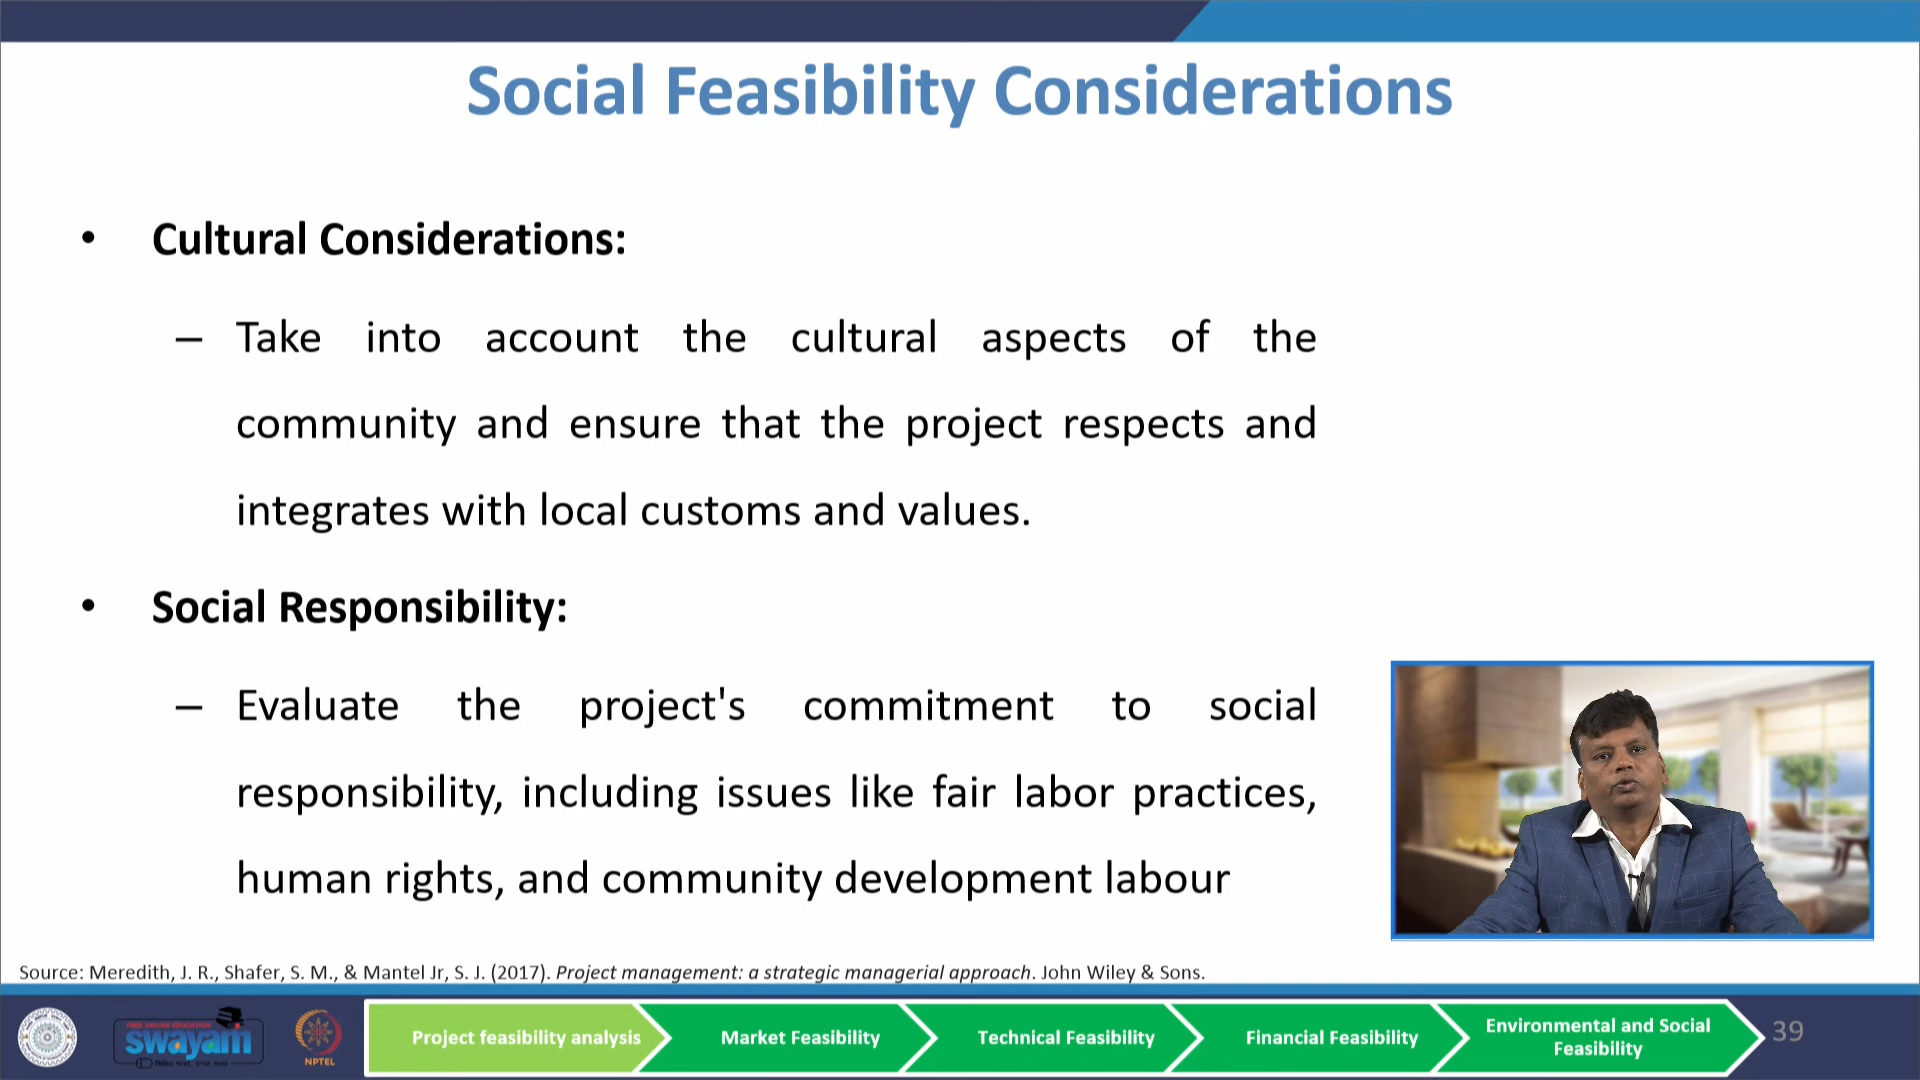 Social Feasibility Considerations
• Cultural Considerations:
– Take into account the cultural aspects of the
community and ensure that the project respects and
integrates with local customs and values.
• Social Responsibility:
– Evaluate the project's commitment to social
responsibility, including issues like fair labor practices,
human rights, and community development labour
Source: Meredith, J. R., Shafer, S. M., & Mantel Jr, S. J. (2017). Project management: a strategic managerial approach. John Wiley & Sons.
FREE ONLINE EDUCATION
swayam
NPTEL
Project feasibility analysis
Market Feasibility
Technical Feasibility
Financial Feasibility
Environmental and Social
Feasibility
39